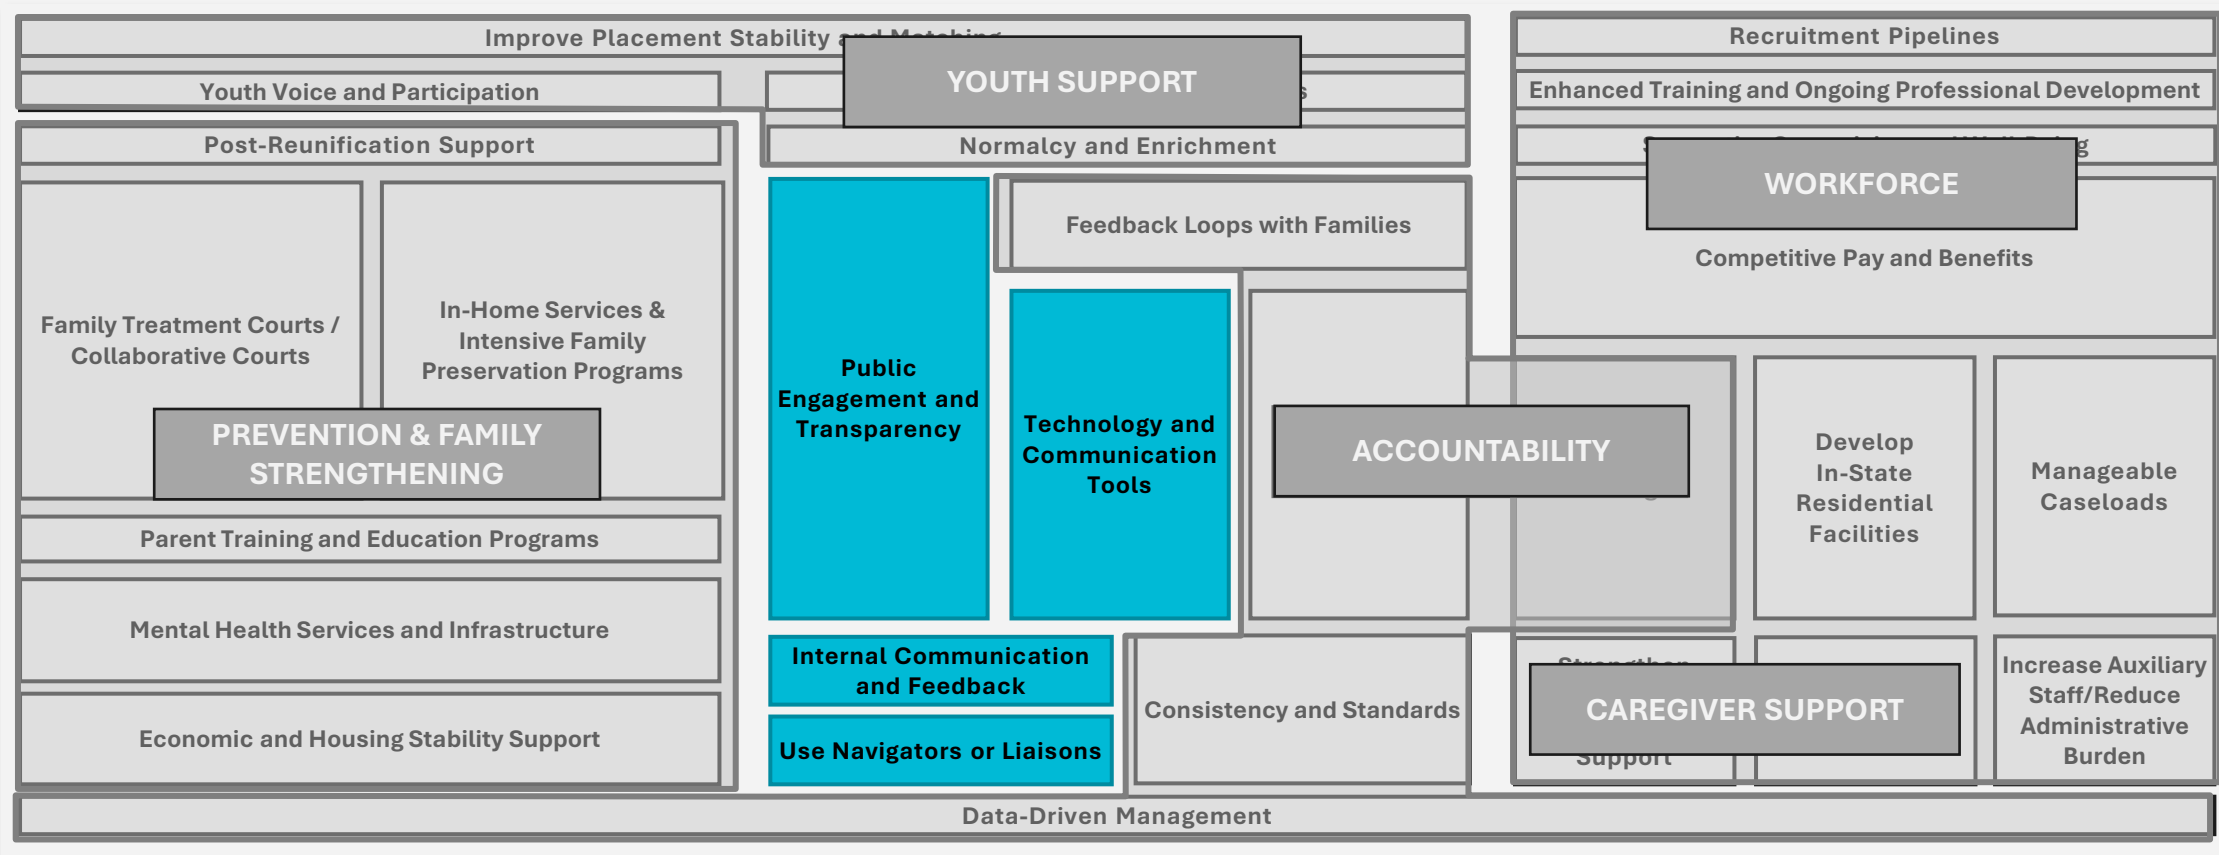 Improve Placement Stability and Matching
YOUTH SUPPORT
Youth Voice and Participation
Normalcy and Enrichment
Post-Reunification Support
Family Treatment Courts /
Collaborative Courts
In-Home Services &
Intensive Family
Preservation Programs
PREVENTION & FAMILY
STRENGTHENING
Parent Training and Education Programs
Mental Health Services and Infrastructure
Economic and Housing Stability Support
Public
Engagement and
Transparency
Technology and
Communication
Tools
Internal Communication
and Feedback
Use Navigators or Liaisons
Feedback Loops with Families
ACCOUNTABILITY
Consistency and Standards
Recruitment Pipelines
Enhanced Training and Ongoing Professional Development
WORKFORCE
Competitive Pay and Benefits
Develop
In-State
Residential
Facilities
Manageable
Caseloads
Strengthen
CAREGIVER SUPPORT
Support
Increase Auxiliary
Staff/Reduce
Administrative
Burden
Data-Driven Management